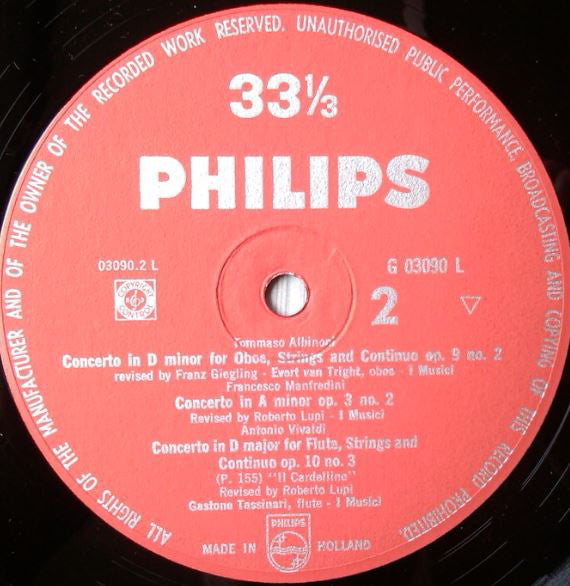 ALL RIGHTS OF THE MANUFACTURER AND OF THE OWNER OF THE RECORDED WORK RESERVED. UNAUTHORISED PUBLIC PERFORMANCE, BROADCASTING AND COPYING OF THIS RECORD PROHIBITED.
33⅓
PHILIPS
03090.2 L
G 03090 L
COPYRIGHT
CONTROL
2
Tommaso Albinoni
Concerto in D minor for Oboe, Strings and Continuo op. 9 no. 2
revised by Franz Giegling - Evert van Tright, oboe - I Musici
Francesco Manfredini
Concerto in A minor op. 3 no. 2
Revised by Roberto Lupi - I Musici
Antonio Vivaldi
Concerto in D major for Flute, Strings and
Continuo op. 10 no. 3
(P. 155) "Il Cardellino"
Revised by Roberto Lupi
Gastone Tassinari, flute - I Musici
PHILIPS
MADE IN HOLLAND